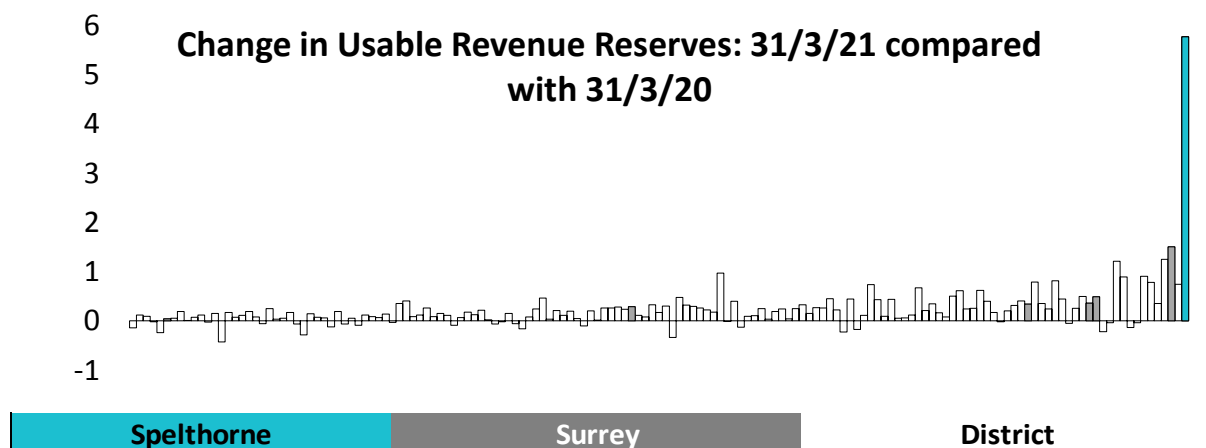 6
Change in Usable Revenue Reserves: 31/3/21 compared
with 31/3/20
5
4
3
2
1
0
-1
Spelthorne Surrey District